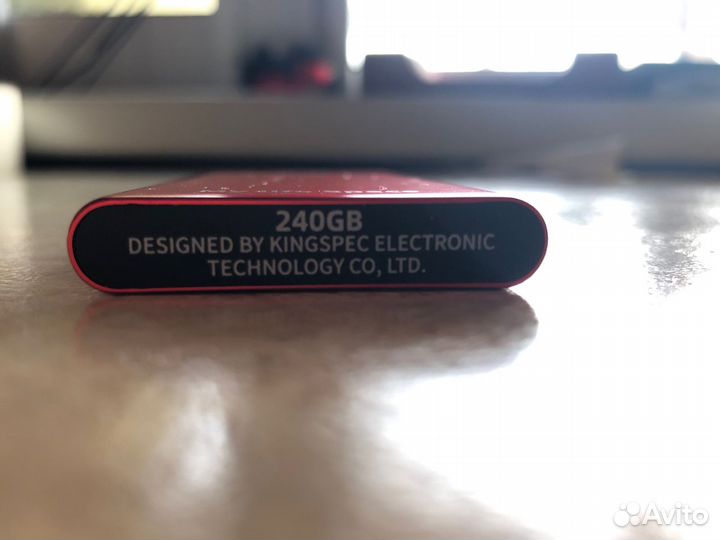 240GB
DESIGNED BY KINGSPEC ELECTRONIC
TECHNOLOGY CO, LTD.
Avito